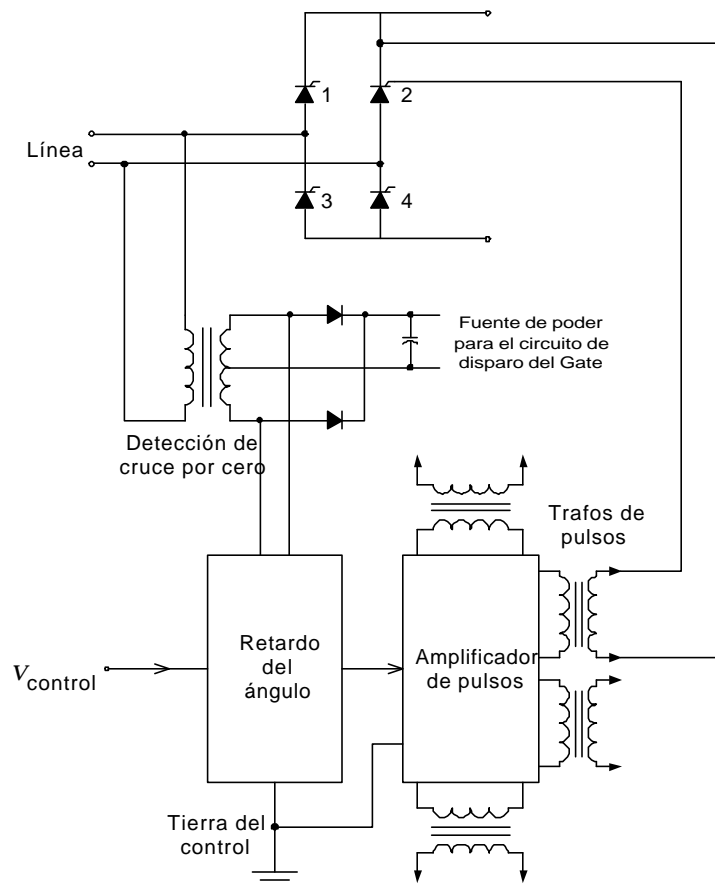 1
2
Línea
3
4
Fuente de poder
para el circuito de
disparo del Gate
Detección de
cruce por cero
Trafos de
pulsos
Retardo
del
ángulo
Amplificador
de pulsos
Vcontrol
Tierra del
control